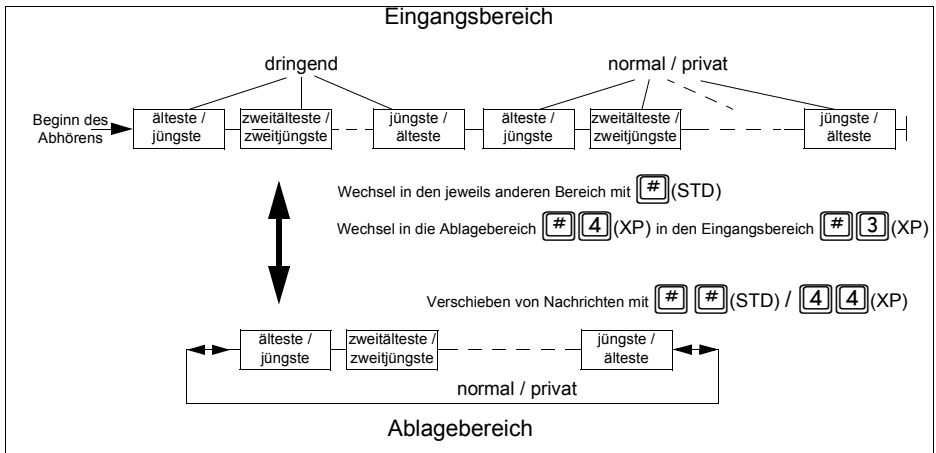 Eingangsbereich
dringend
normal / privat
Beginn des
Abhörens
älteste /
jüngste
zweitälteste /
zweitjüngste
jüngste /
älteste
älteste /
jüngste
zweitälteste /
zweitjüngste
jüngste /
älteste
Wechsel in den jeweils anderen Bereich mit # (STD)
Wechsel in die Ablagebereich # 4 (XP) in den Eingangsbereich # 3 (XP)
Verschieben von Nachrichten mit # # (STD) / 4 4 (XP)
älteste /
jüngste
zweitälteste /
zweitjüngste
jüngste /
älteste
normal / privat
Ablagebereich